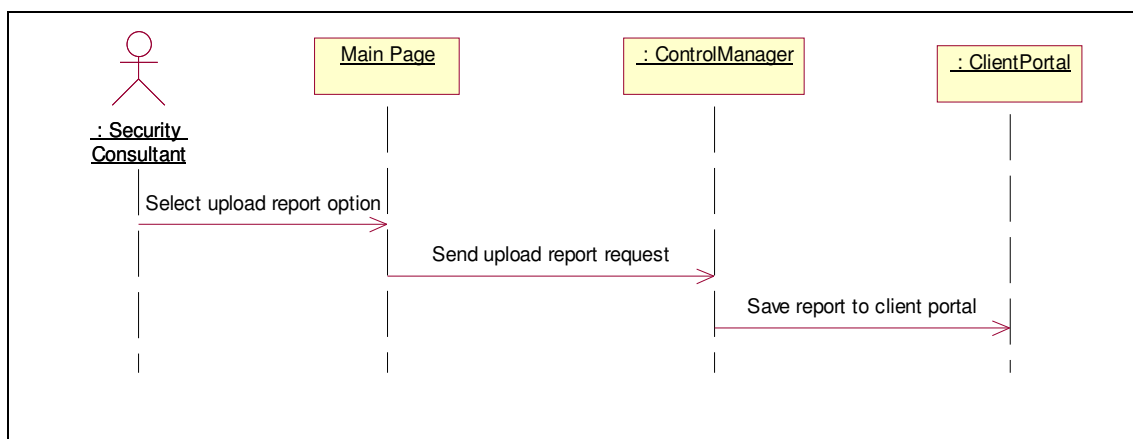 Main Page
: ControlManager
: ClientPortal
: Security
Consultant
Select upload report option
Send upload report request
Save report to client portal